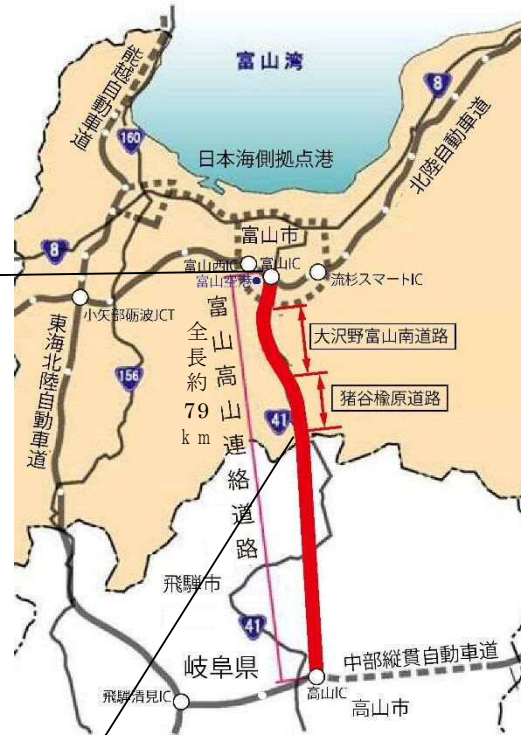 富山湾
8
能越自動車道
160
日本海側拠点港
北陸自動車道
8
富山市
富山西IC
富山IC
流杉スマートIC
富山空港
小矢部砺波JCT
東海北陸自動車道
156
富山高山連絡道路
全長約79km
大沢野富山南道路
猪谷楡原道路
41
飛騨市
41
岐阜県
中部縦貫自動車道
飛騨清見IC
高山IC
高山市